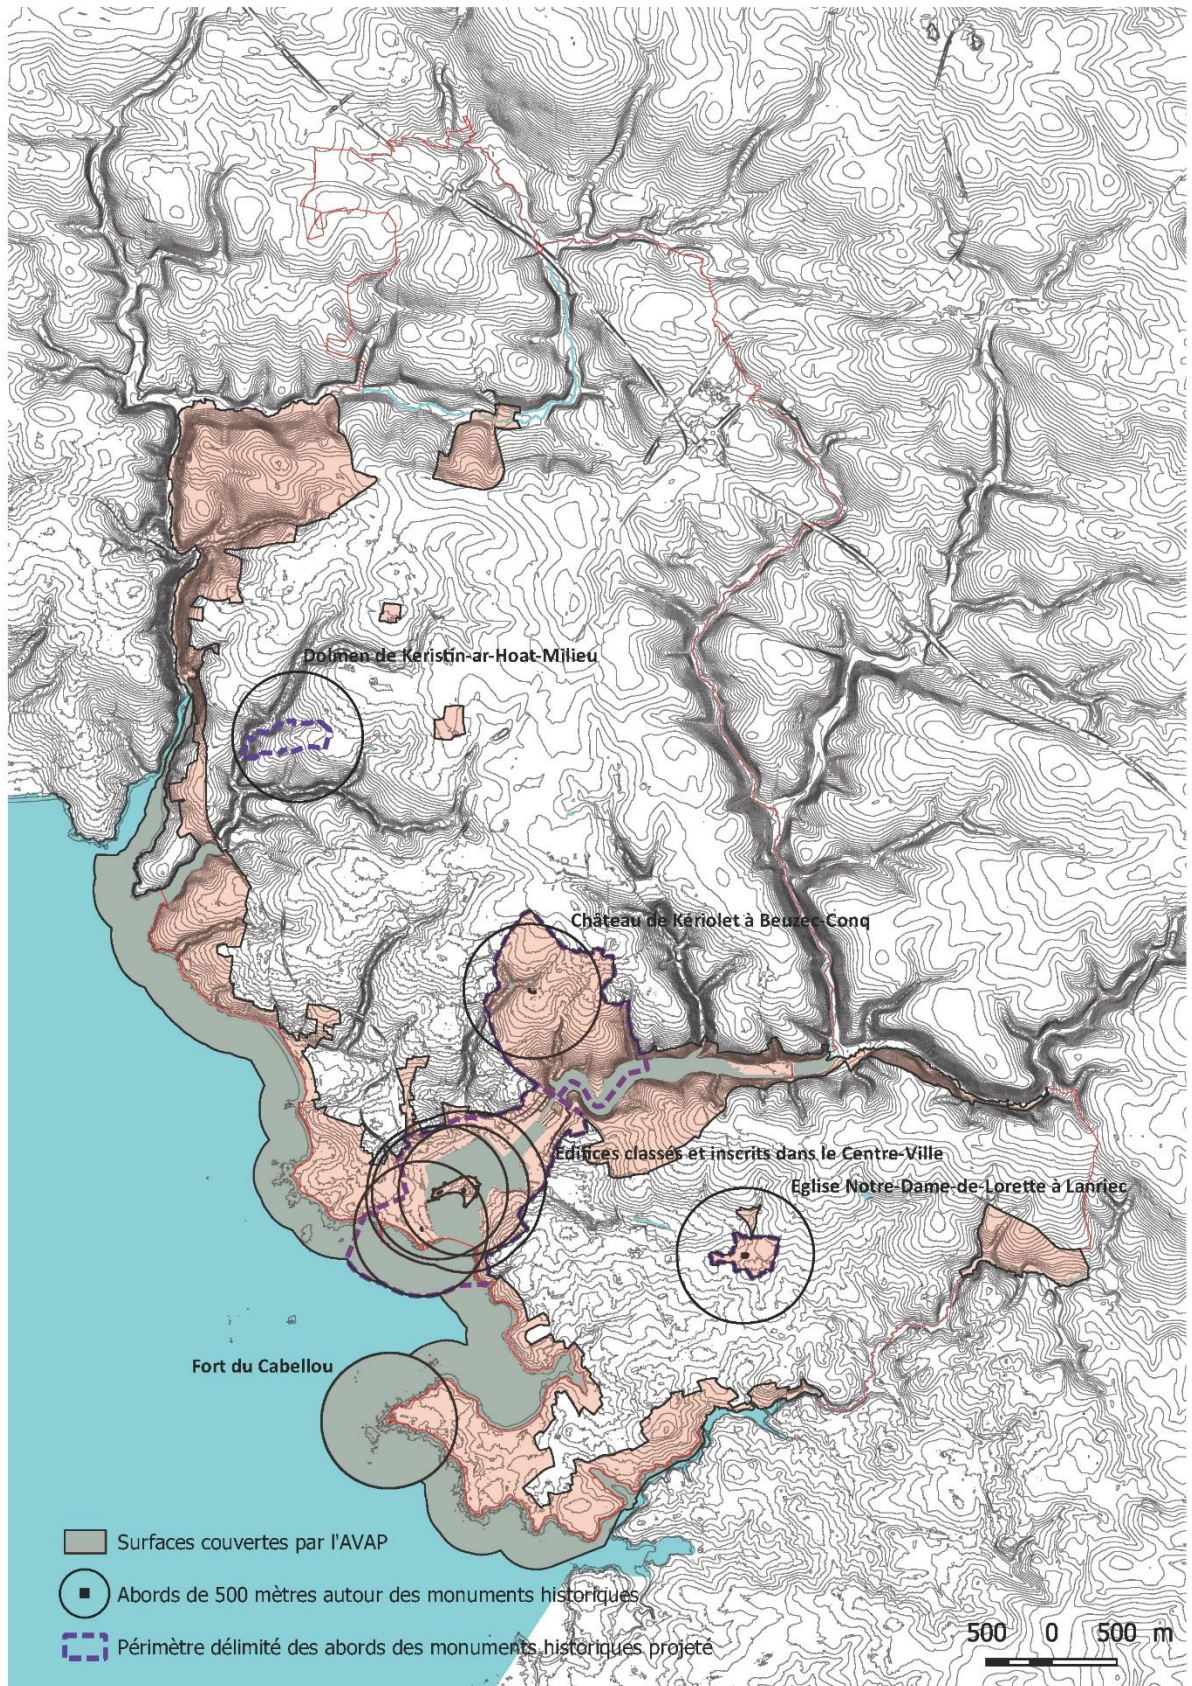 Dolmen de Keristin-ar-Hoat-Milieu
Château de Kériolet à Beuzec-Conq
Edifices classés et inscrits dans le Centre-Ville
Eglise Notre-Dame-de-Lorette à Lanriec
Fort du Cabellou
Surfaces couvertes par l'AVAP
Abords de 500 mètres autour des monuments historiques
Périmètre délimité des abords des monuments historiques projeté
500 0 500 m